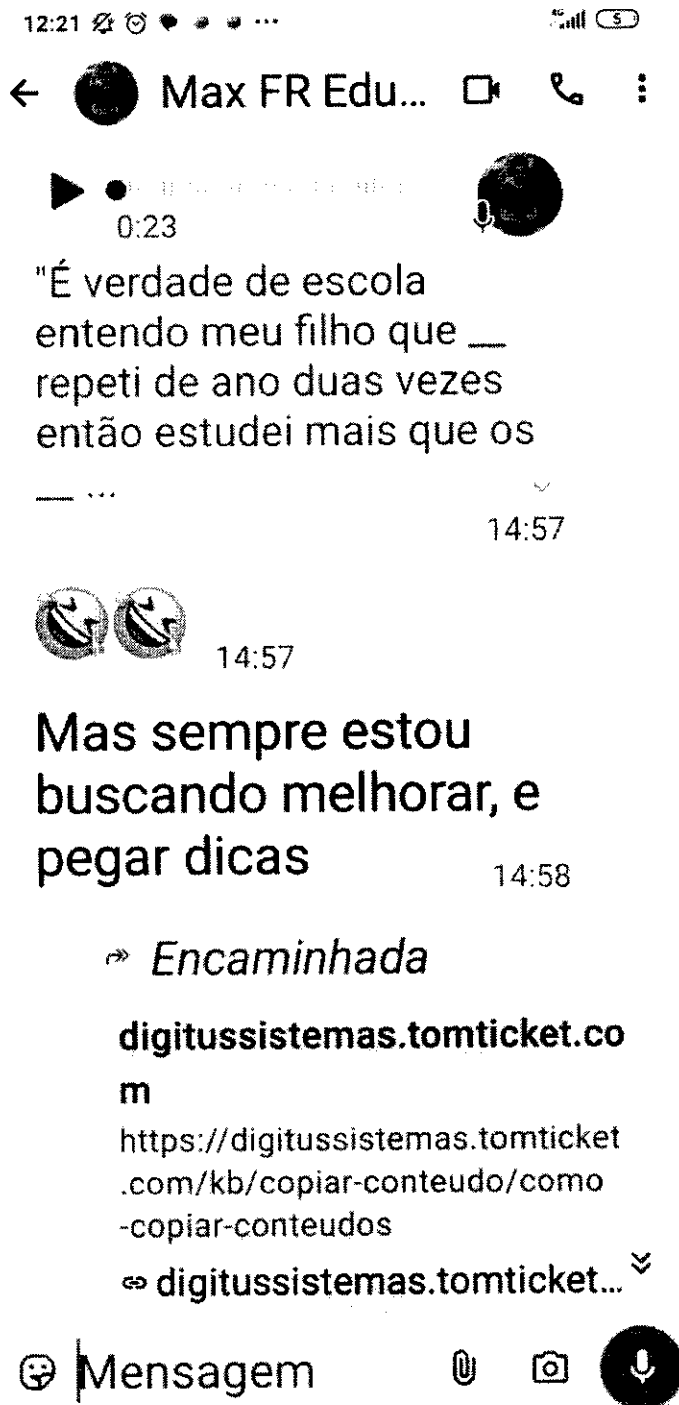 12:21 ...
4G 5
Max FR Edu...
0:23
"É verdade de escola
entendo meu filho que __
repeti de ano duas vezes
então estudei mais que os
__ ...
14:57
14:57
Mas sempre estou
buscando melhorar, e
pegar dicas
14:58
Encaminhada
digitussistemas.tomticket.co
m
https://digitussistemas.tomticket
.com/kb/copiar-conteudo/como
-copiar-conteudos
digitussistemas.tomticket...
Mensagem